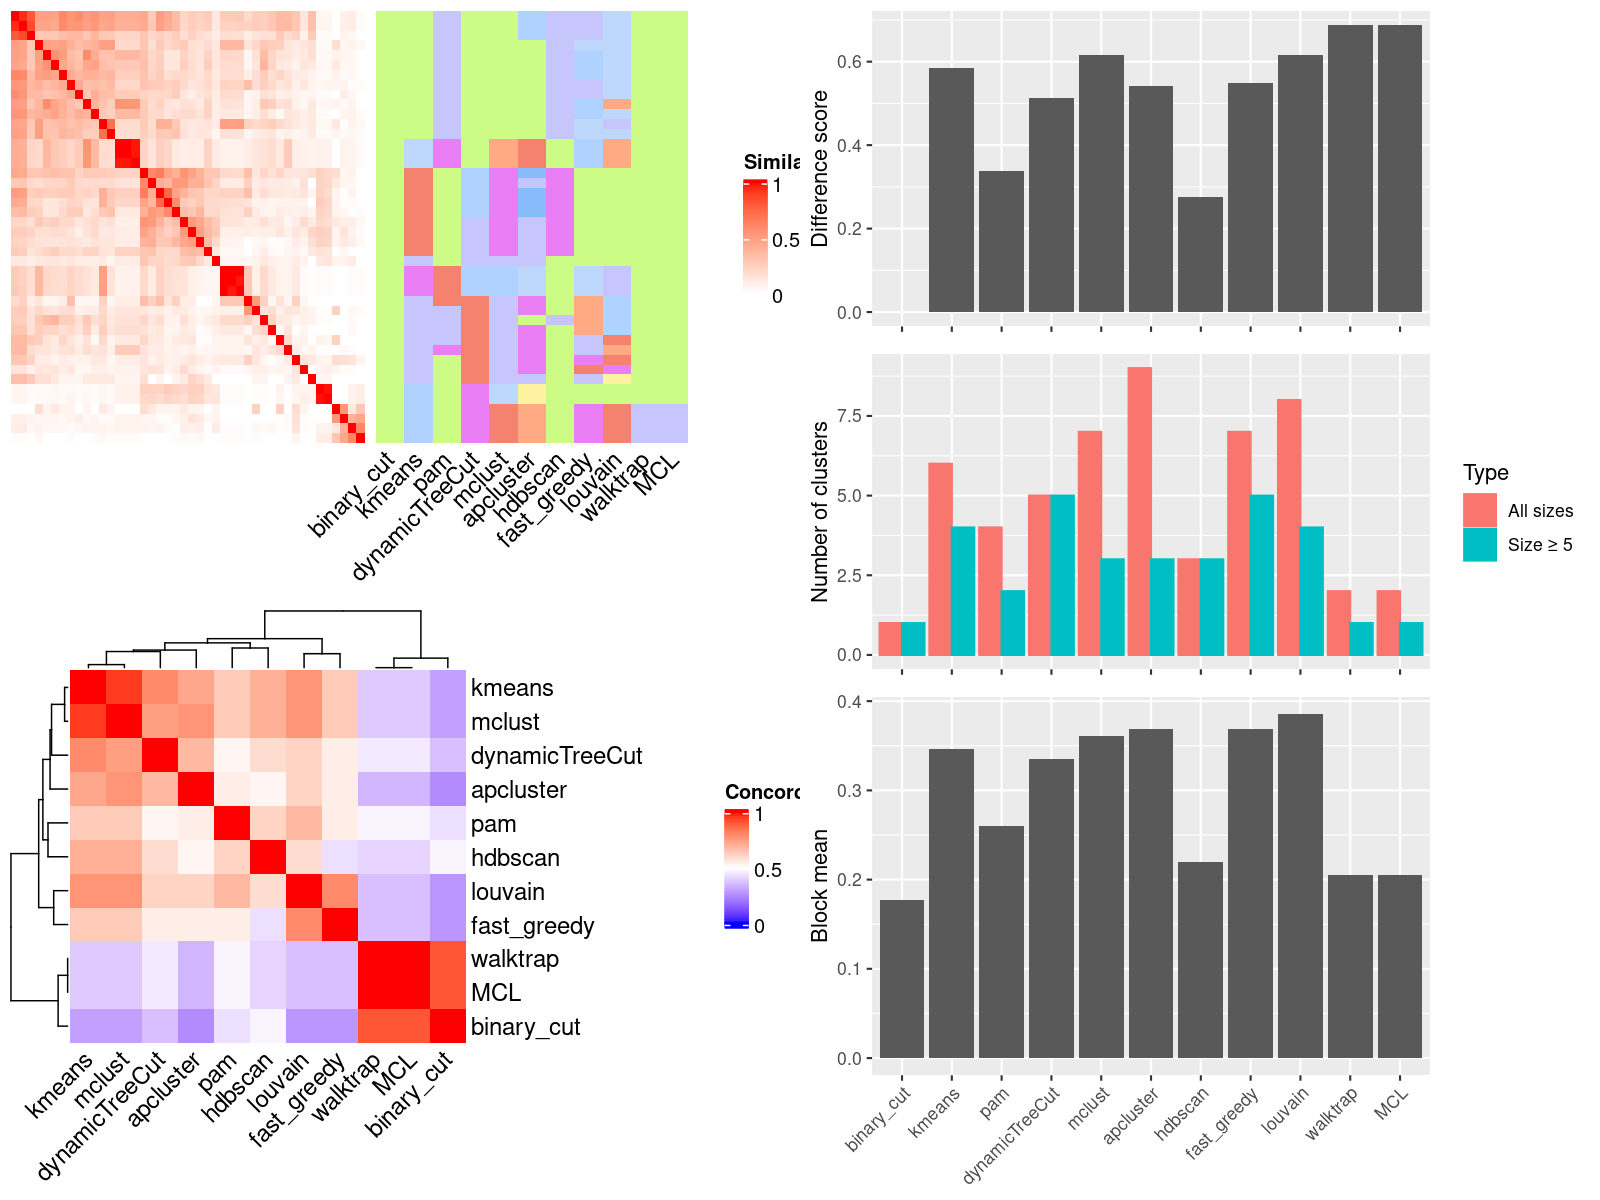 Simila
1
0.5
0
binary_cut
kmeans
pam
dynamicTreeCut
mclust
apcluster
hdbscan
fast_greedy
louvain
walktrap
MCL
kmeans
mclust
dynamicTreeCut
apcluster
pam
hdbscan
louvain
fast_greedy
walktrap
MCL
binary_cut
kmeans
mclust
dynamicTreeCut
apcluster
pam
hdbscan
louvain
fast_greedy
walktrap
MCL
binary_cut
Concord
1
0.5
0
Difference score
0.6
0.4
0.2
0.0
Number of clusters
7.5
5.0
2.5
0.0
Type
All sizes
Size ≥ 5
Block mean
0.4
0.3
0.2
0.1
0.0
binary_cut
kmeans
pam
dynamicTreeCut
mclust
apcluster
hdbscan
fast_greedy
louvain
walktrap
MCL